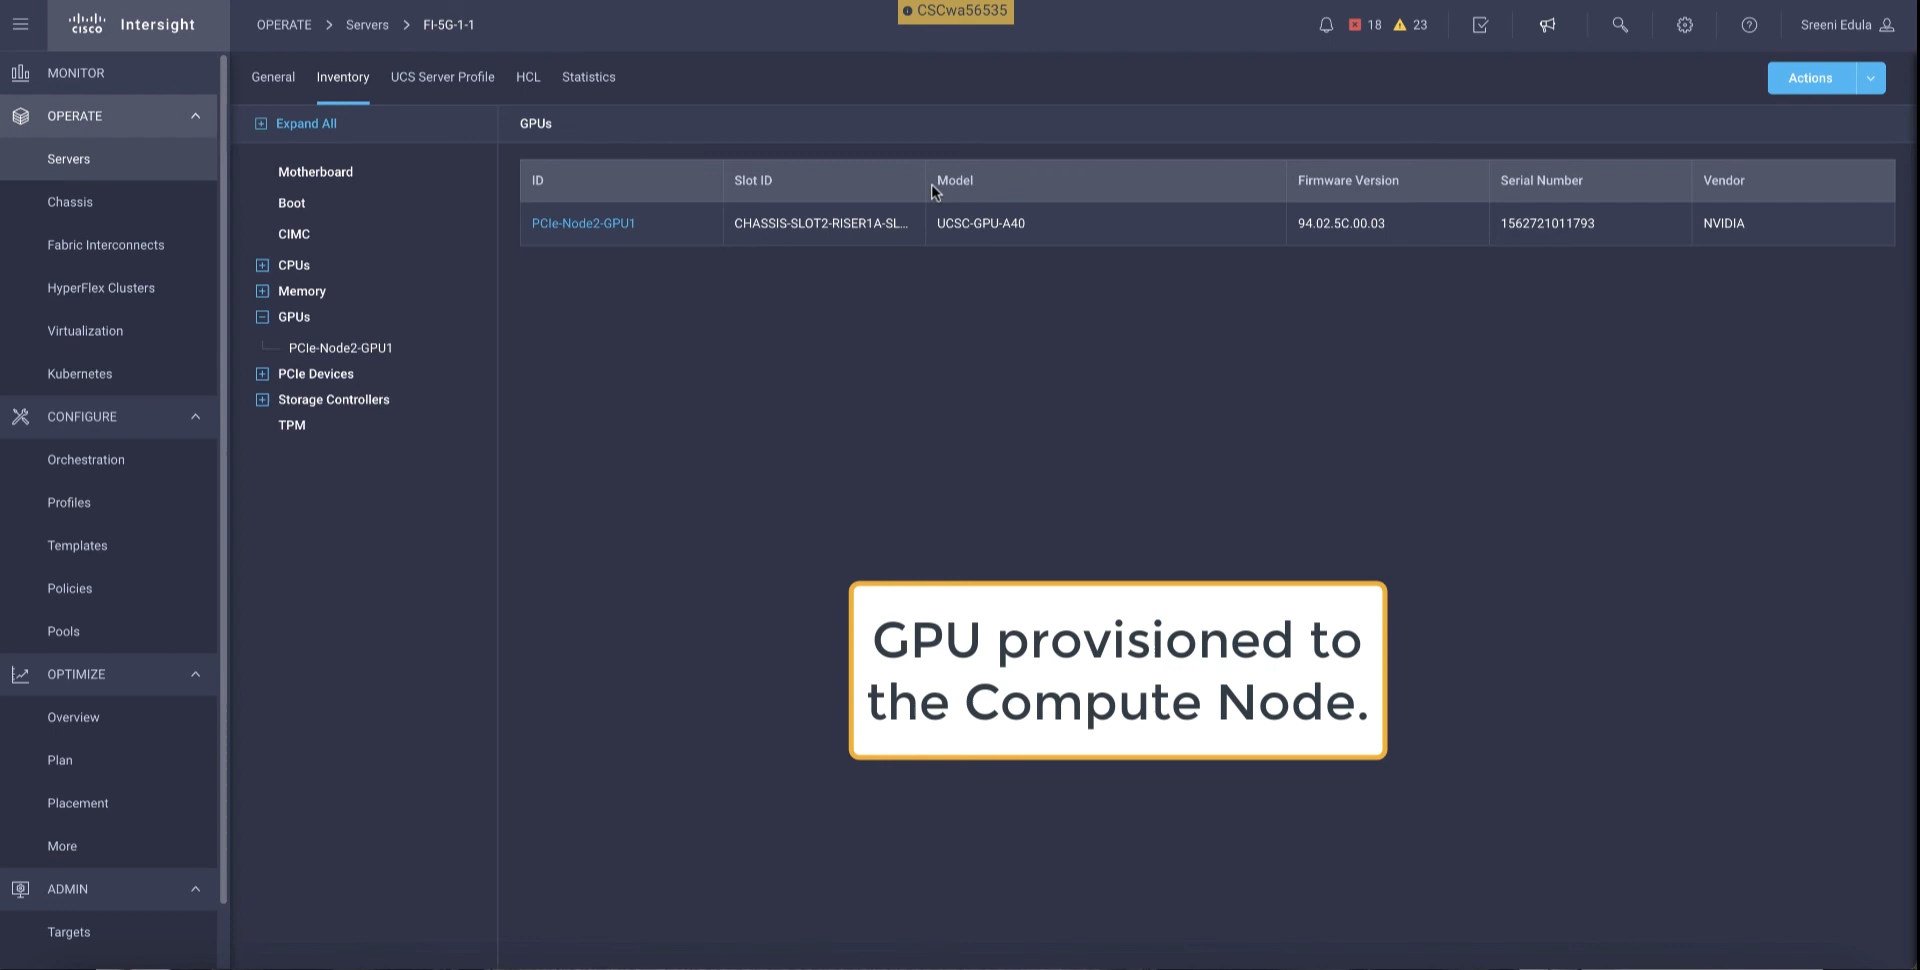 CISCO
Intersight
OPERATE > Servers > FI-5G-1-1
CSCwa56535
18
23
Sreeni Edula
MONITOR
OPERATE
Servers
Chassis
Fabric Interconnects
HyperFlex Clusters
Virtualization
Kubernetes
CONFIGURE
Orchestration
Profiles
Templates
Policies
Pools
OPTIMIZE
Overview
Plan
Placement
More
ADMIN
Targets
General
Inventory
UCS Server Profile
HCL
Statistics
Actions
Expand All
Motherboard
Boot
CIMC
CPUs
Memory
GPUs
PCIe-Node2-GPU1
PCIe Devices
Storage Controllers
TPM
GPUs
ID Slot ID Model Firmware Version Serial Number Vendor
PCIe-Node2-GPU1 CHASSIS-SLOT2-RISER1A-SL... UCSC-GPU-A40 94.02.5C.00.03 1562721011793 NVIDIA
GPU provisioned to
the Compute Node.